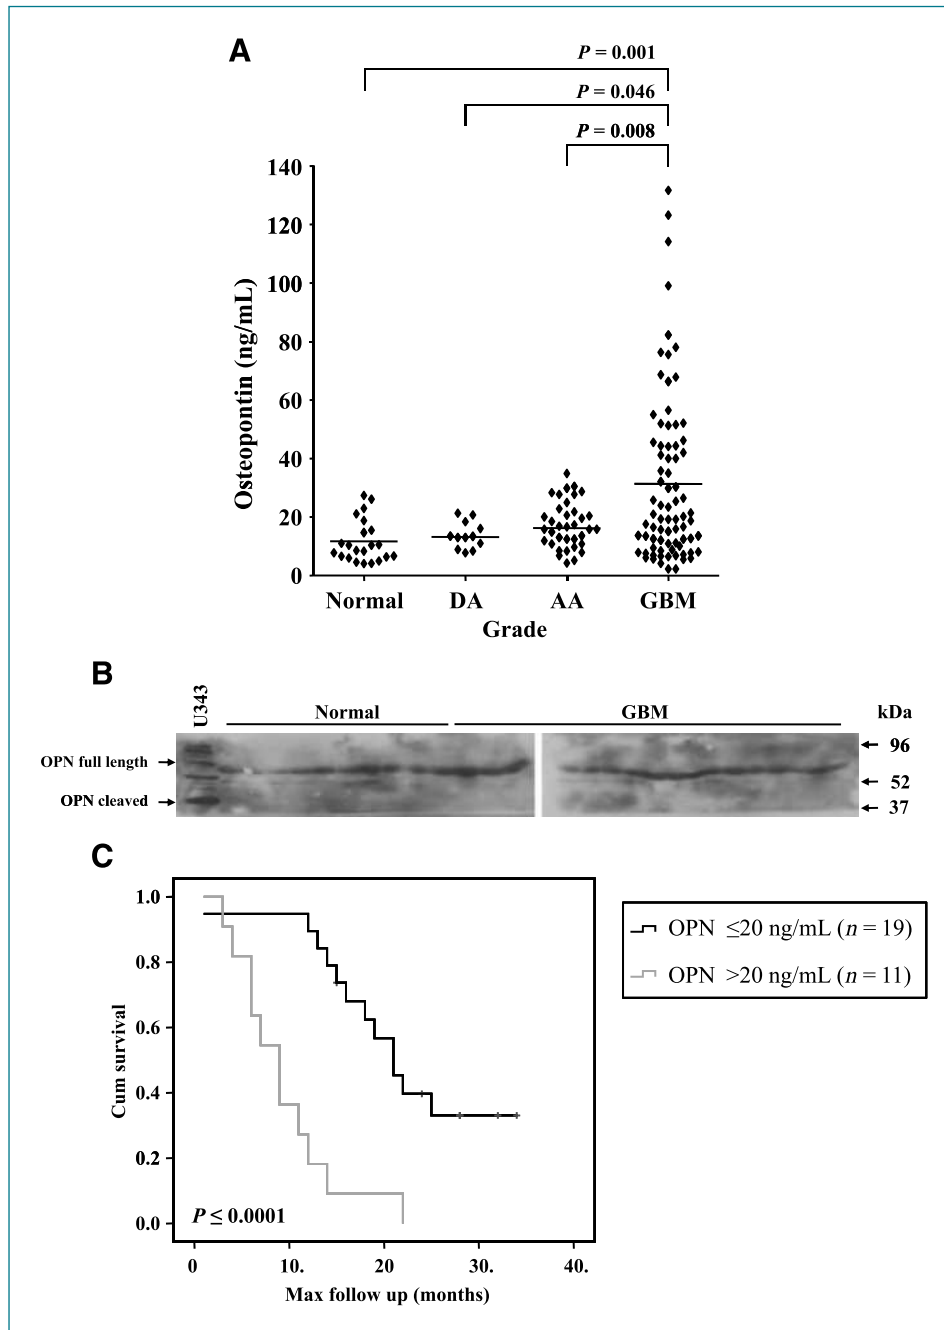 A
P = 0.001
P = 0.046
P = 0.008
140
120
100
80
60
40
20
0
Osteopontin (ng/mL)
Normal DA AA GBM
Grade
B
U343
Normal GBM kDa
OPN full length
OPN cleaved
96
52
37
C
1.0
0.8
0.6
0.4
0.2
0.0
Cum survival
P ≤ 0.0001
0 10. 20 30. 40.
Max follow up (months)
OPN ≤20 ng/mL (n = 19)
OPN >20 ng/mL (n = 11)